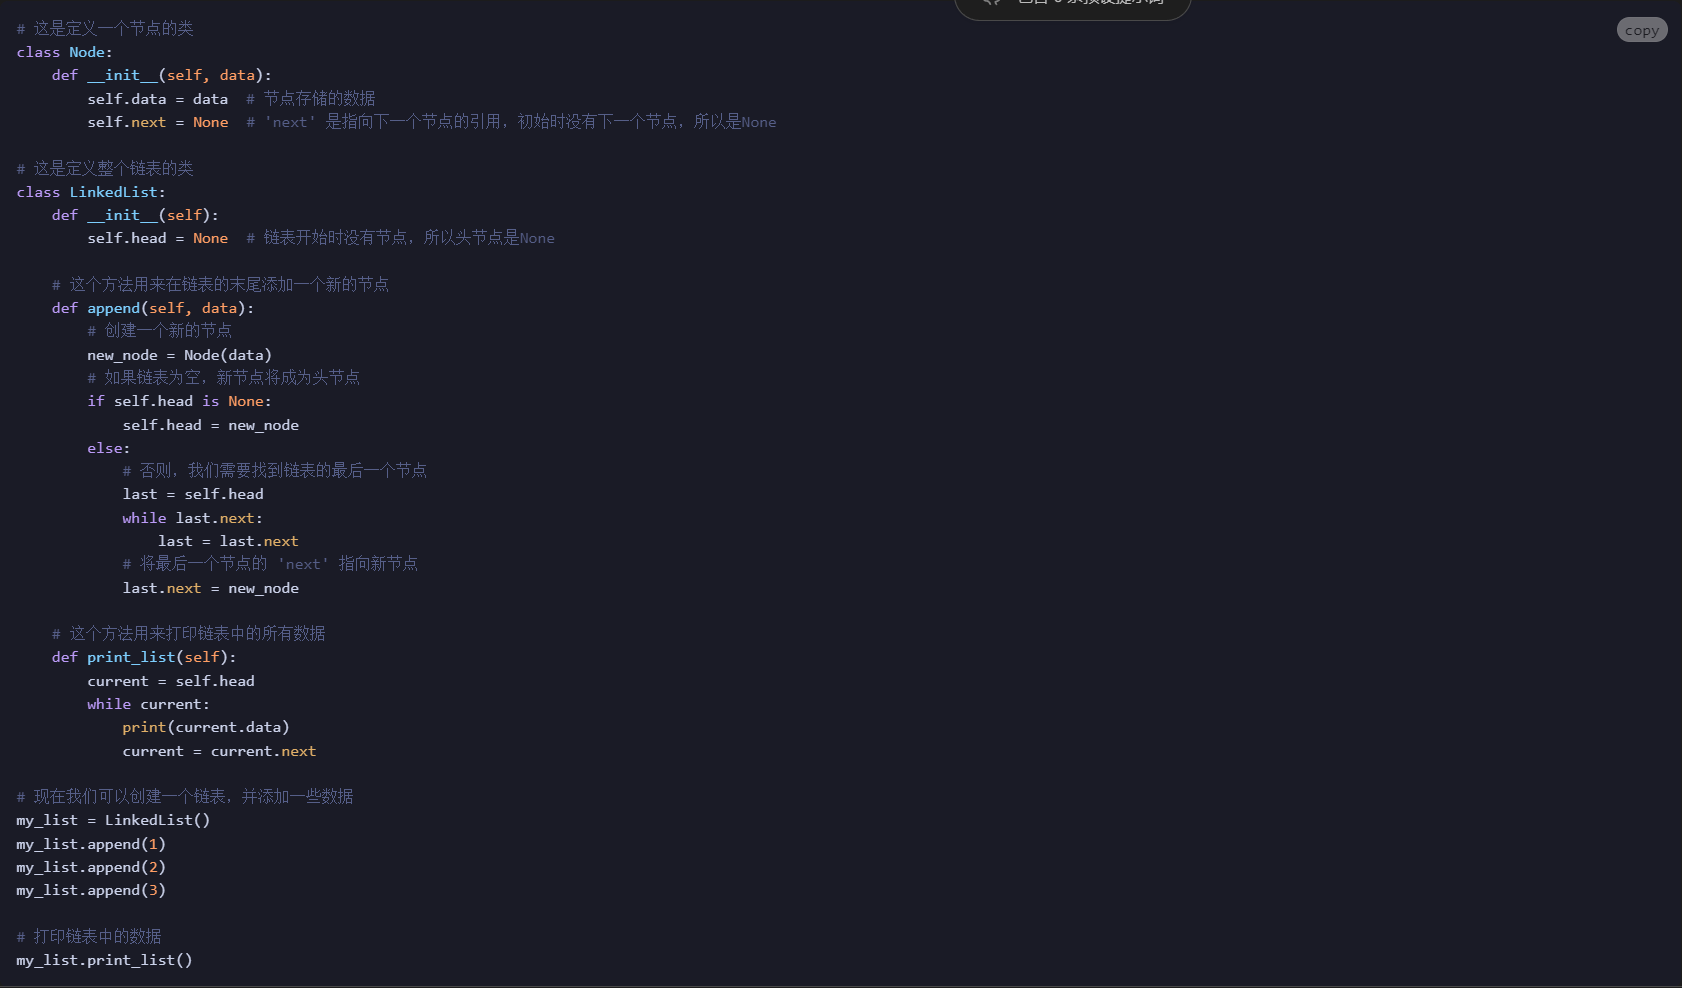 copy
# 这是定义一个节点的类
class Node:
    def __init__(self, data):
        self.data = data  # 节点存储的数据
        self.next = None  # 'next' 是指向下一个节点的引用，初始时没有下一个节点，所以是None
# 这是定义整个链表的类
class LinkedList:
    def __init__(self):
        self.head = None  # 链表开始时没有节点，所以头节点是None
    # 这个方法用来在链表的末尾添加一个新的节点
    def append(self, data):
        # 创建一个新的节点
        new_node = Node(data)
        # 如果链表为空，新节点将成为头节点
        if self.head is None:
            self.head = new_node
        else:
            # 否则，我们需要找到链表的最后一个节点
            last = self.head
            while last.next:
                last = last.next
            # 将最后一个节点的 'next' 指向新节点
            last.next = new_node
    # 这个方法用来打印链表中的所有数据
    def print_list(self):
        current = self.head
        while current:
            print(current.data)
            current = current.next
# 现在我们可以创建一个链表，并添加一些数据
my_list = LinkedList()
my_list.append(1)
my_list.append(2)
my_list.append(3)
# 打印链表中的数据
my_list.print_list()